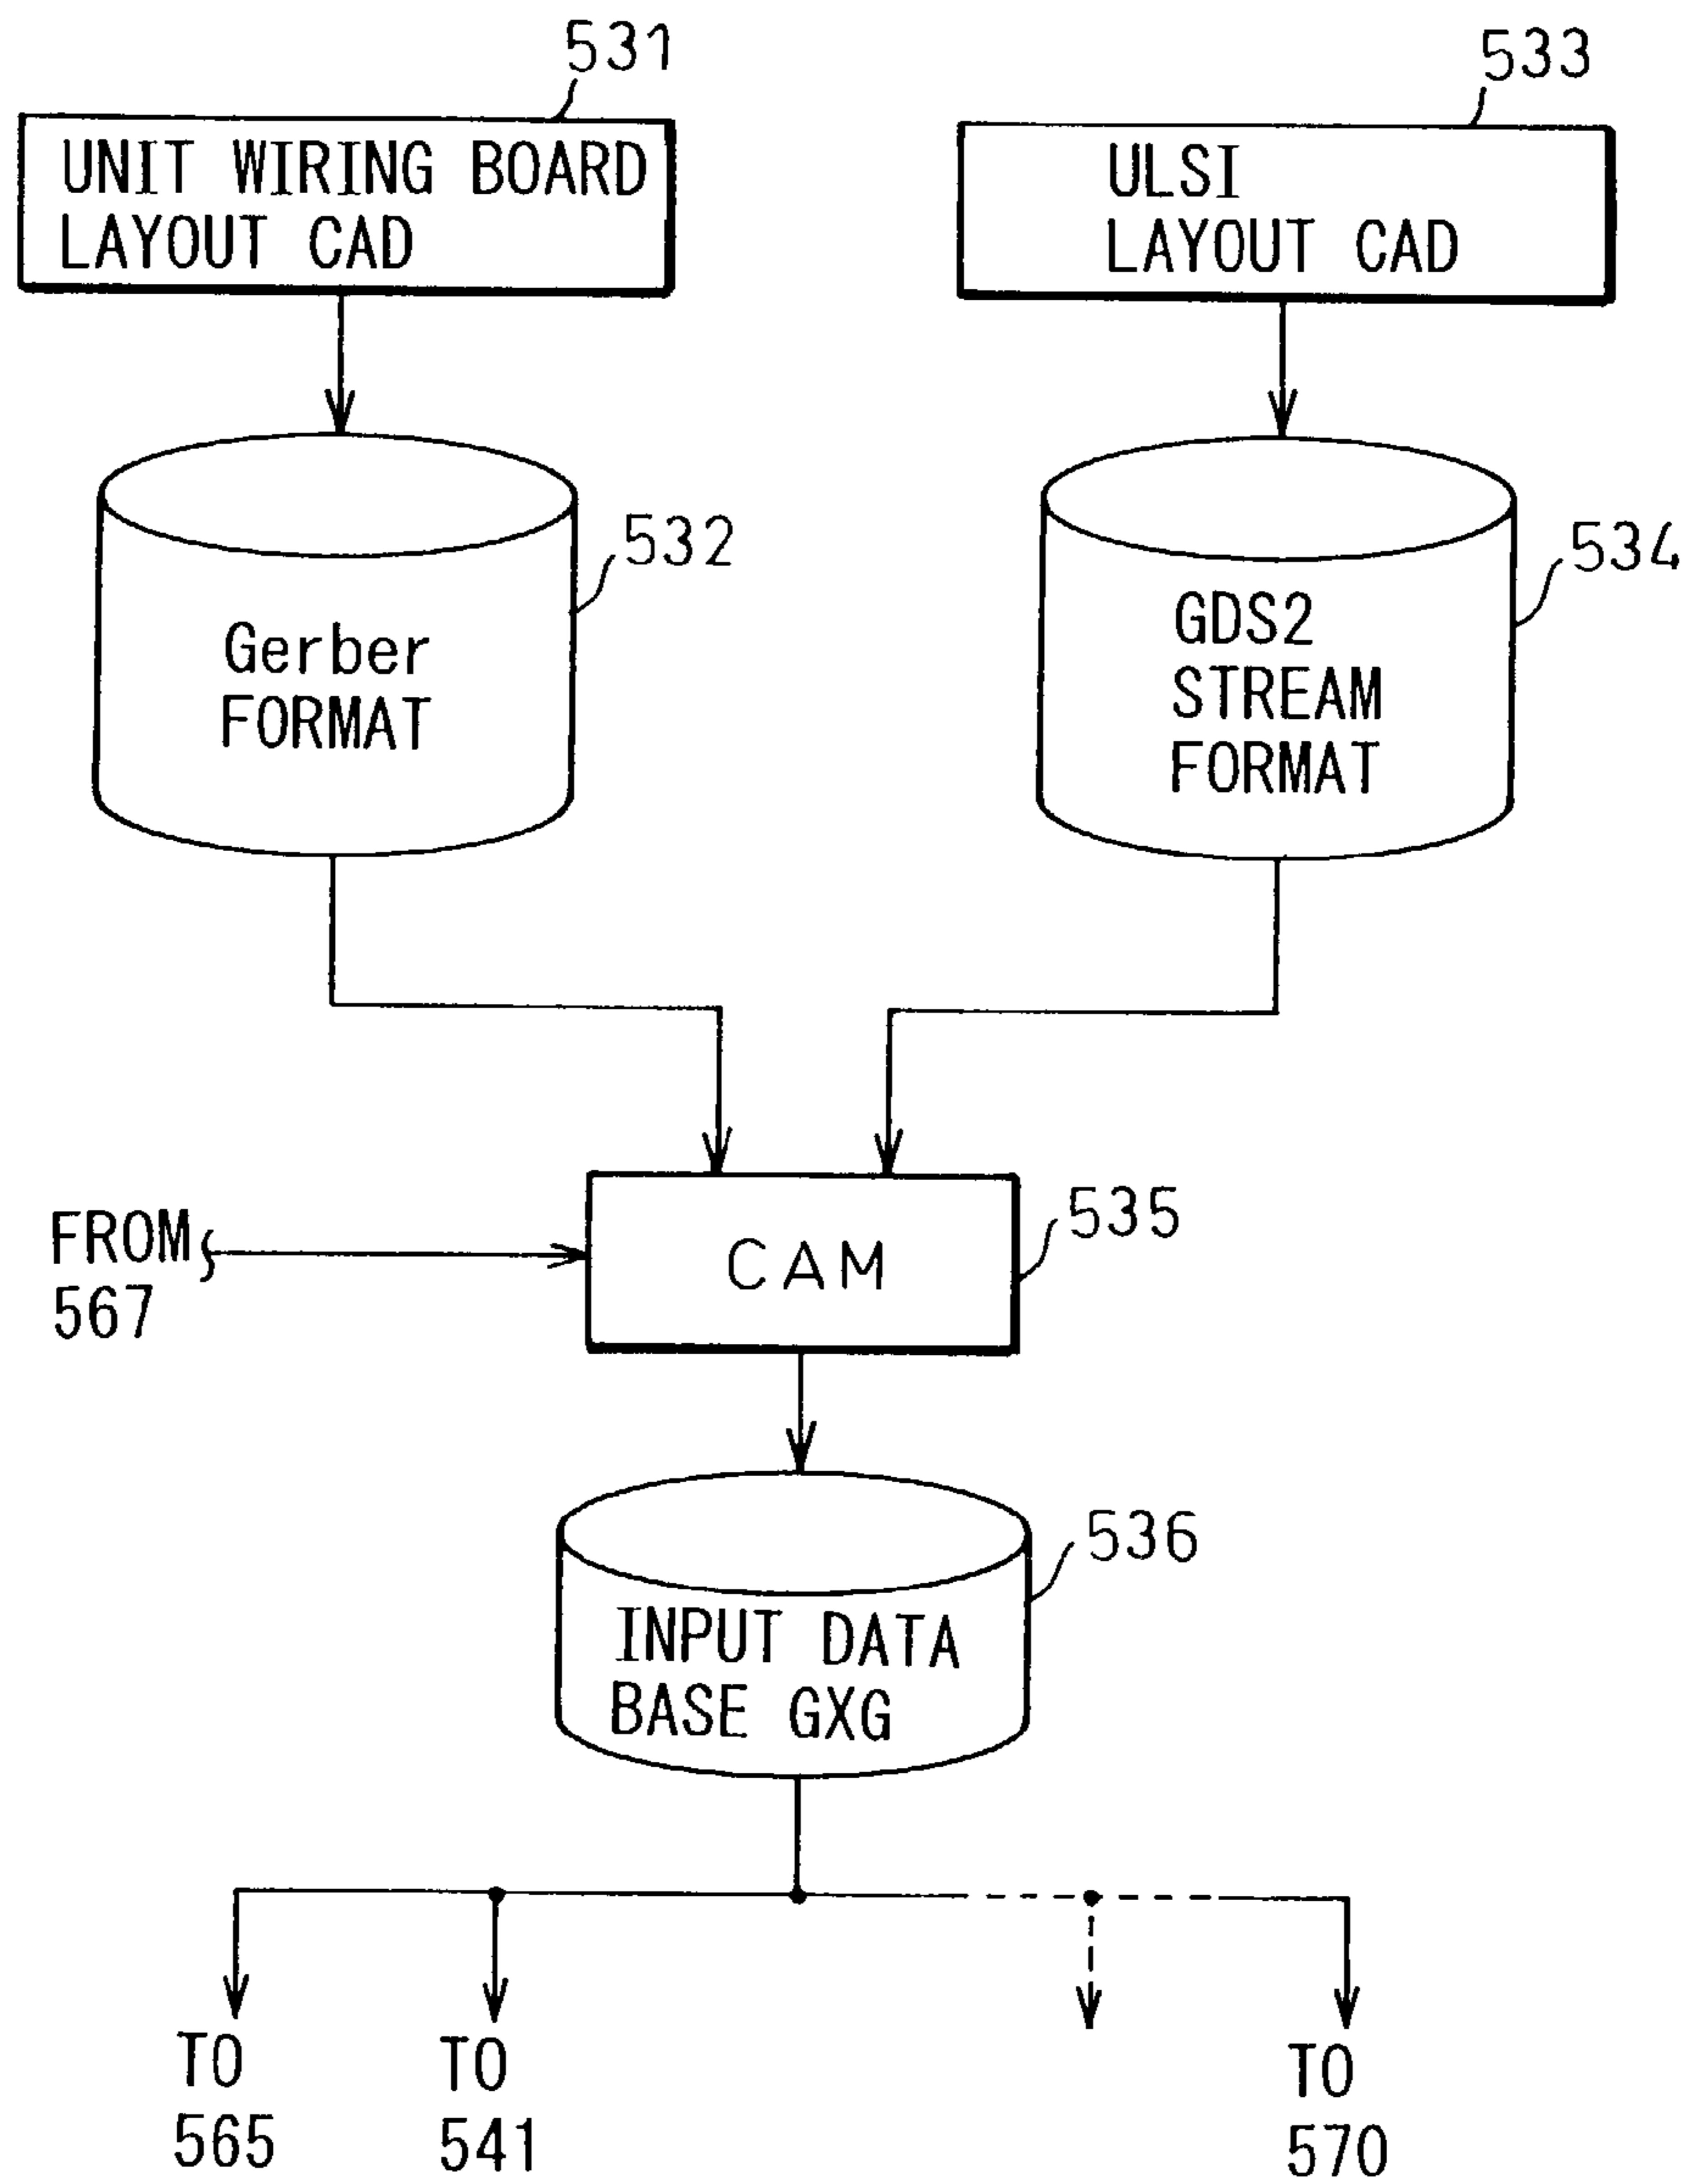 531
533
UNIT WIRING BOARD
LAYOUT CAD
ULSI
LAYOUT CAD
532
534
Gerber
FORMAT
GDS2
STREAM
FORMAT
535
FROM
567
CAM
536
INPUT DATA
BASE GXG
TO
565
TO
541
TO
570